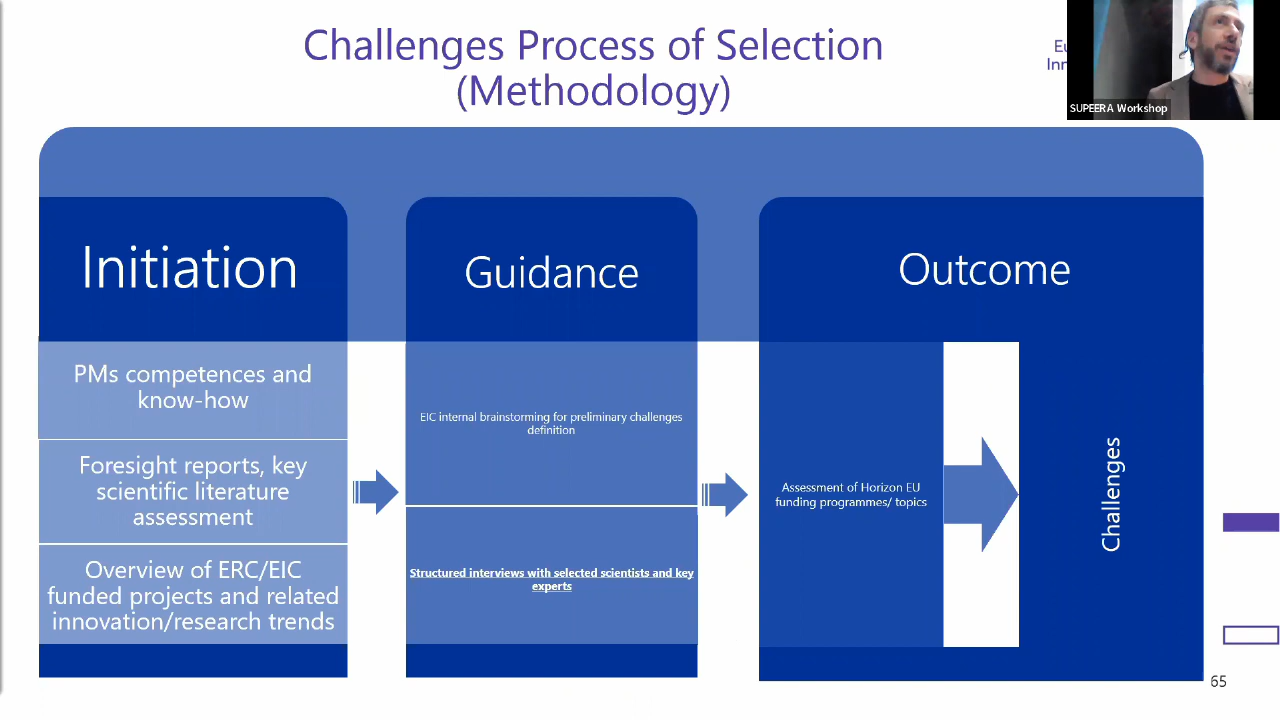 Challenges Process of Selection
(Methodology)
SUPEERA Workshop
Initiation
PMs competences and
know-how
Foresight reports, key
scientific literature
assessment
Overview of ERC/EIC
funded projects and related
innovation/research trends
Guidance
EIC internal brainstorming for preliminary challenges
definition
Structured interviews with selected scientists and key
experts
Outcome
Assessment of Horizon EU
funding programmes/ topics
Challenges
65